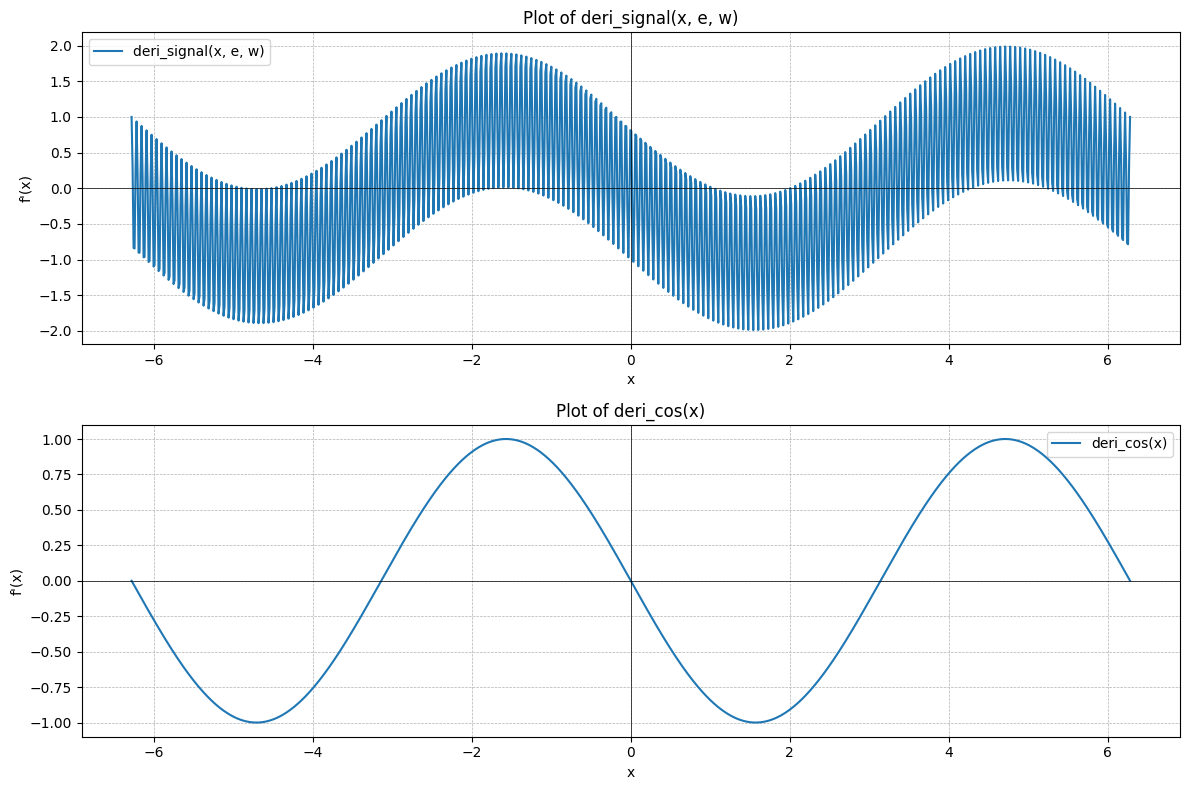 Plot of deri_signal(x, e, w)
deri_signal(x, e, w)
2.0
1.5
1.0
0.5
0.0
−0.5
−1.0
−1.5
−2.0
f'(x)
−6 −4 −2 0 2 4 6
x
Plot of deri_cos(x)
deri_cos(x)
1.00
0.75
0.50
0.25
0.00
−0.25
−0.50
−0.75
−1.00
f'(x)
−6 −4 −2 0 2 4 6
x